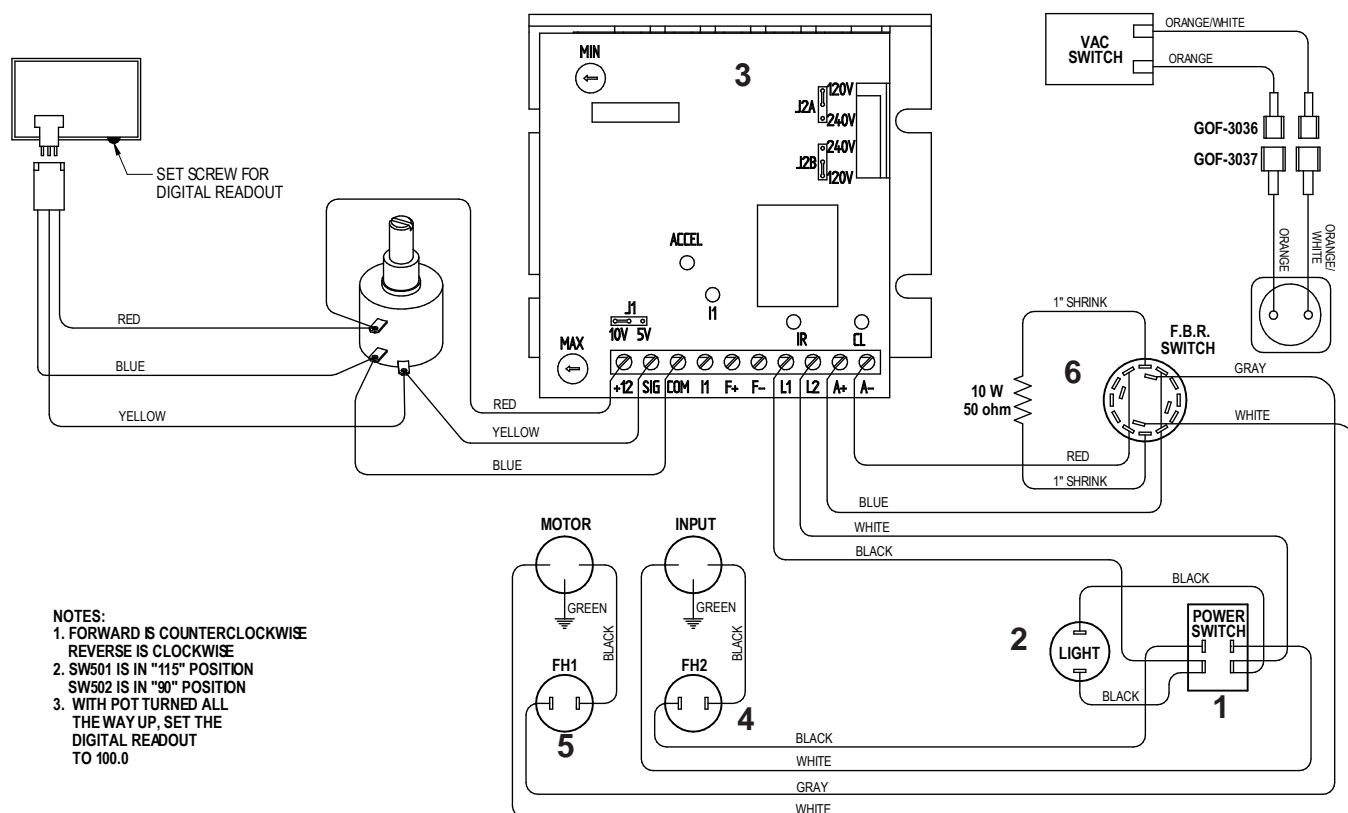 ORANGE/WHITE
VAC
SWITCH
ORANGE
MIN
3
120V
J2A
240V
240V
J2B
120V
GOF-3036
GOF-3037
SET SCREW FOR
DIGITAL READOUT
ORANGE
ORANGE/
WHITE
ACCEL
I1
J1
10V 5V
IR
CL
MAX
+12 SIG COM I1 F+ F- L1 L2 A+ A-
RED
BLUE
YELLOW
RED
YELLOW
BLUE
1" SHRINK
F.B.R.
SWITCH
6
GRAY
10 W
50 ohm
WHITE
RED
1" SHRINK
BLUE
WHITE
BLACK
MOTOR
INPUT
GREEN
BLACK
GREEN
BLACK
FH1
FH2
5
4
BLACK
POWER
SWITCH
2
LIGHT
BLACK
1
BLACK
WHITE
GRAY
WHITE
NOTES:
1. FORWARD IS COUNTERCLOCKWISE
REVERSE IS CLOCKWISE
2. SW501 IS IN "115" POSITION
SW502 IS IN "90" POSITION
3. WITH POT TURNED ALL
THE WAY UP, SET THE
DIGITAL READOUT
TO 100.0